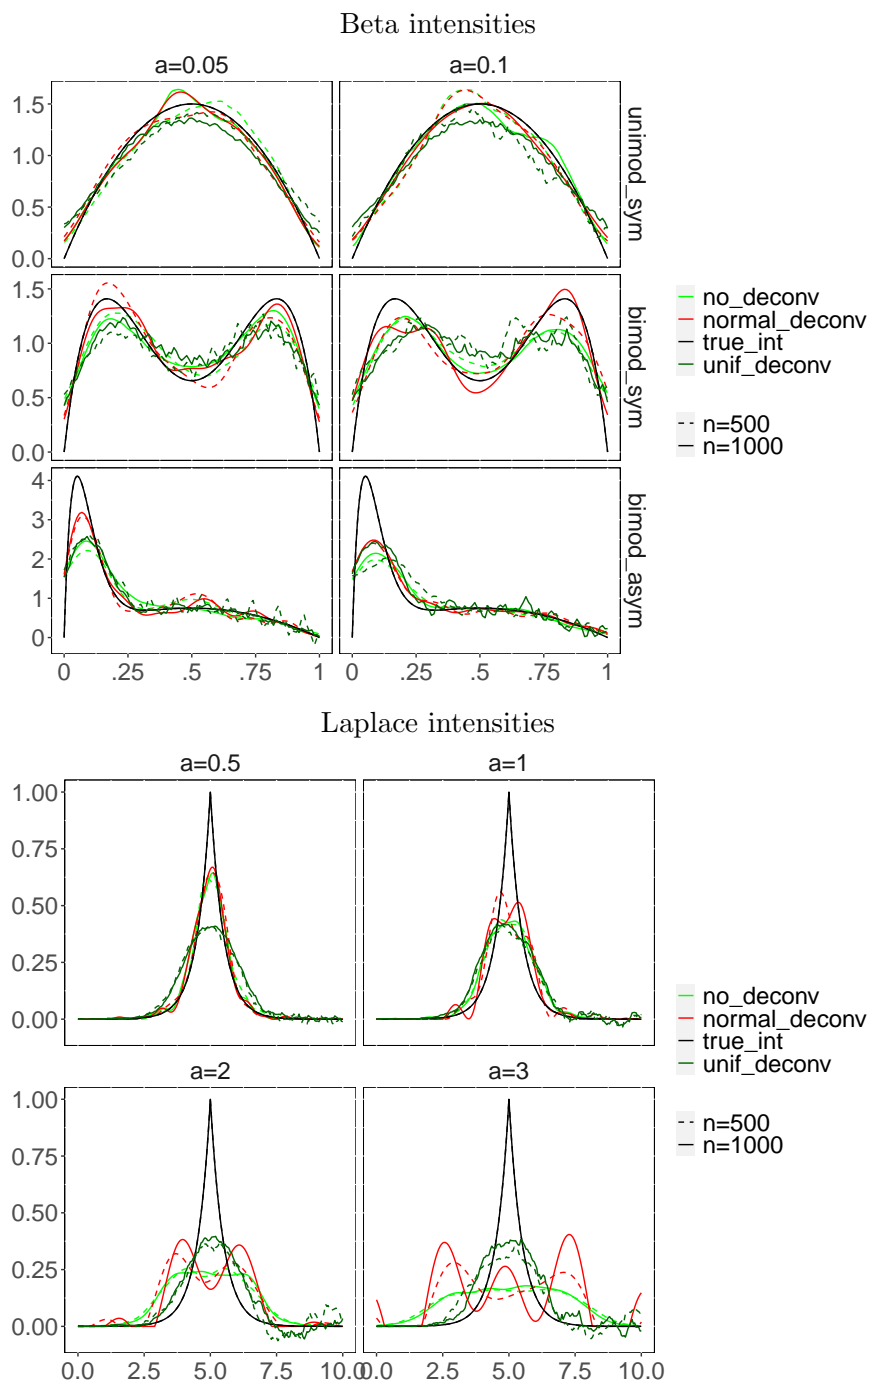 Beta intensities
a=0.05
a=0.1
1.5
1.0
0.5
0.0
unimod_sym
1.5
1.0
0.5
0.0
bimod_sym
4
3
2
1
0
bimod_asym
0 .25 .5 .75 1
0 .25 .5 .75 1
no_deconv
normal_deconv
true_int
unif_deconv
n=500
n=1000
Laplace intensities
a=0.5
a=1
1.00
0.75
0.50
0.25
0.00
a=2
a=3
1.00
0.75
0.50
0.25
0.00
0.0 2.5 5.0 7.5 10.0
0.0 2.5 5.0 7.5 10.0
no_deconv
normal_deconv
true_int
unif_deconv
n=500
n=1000